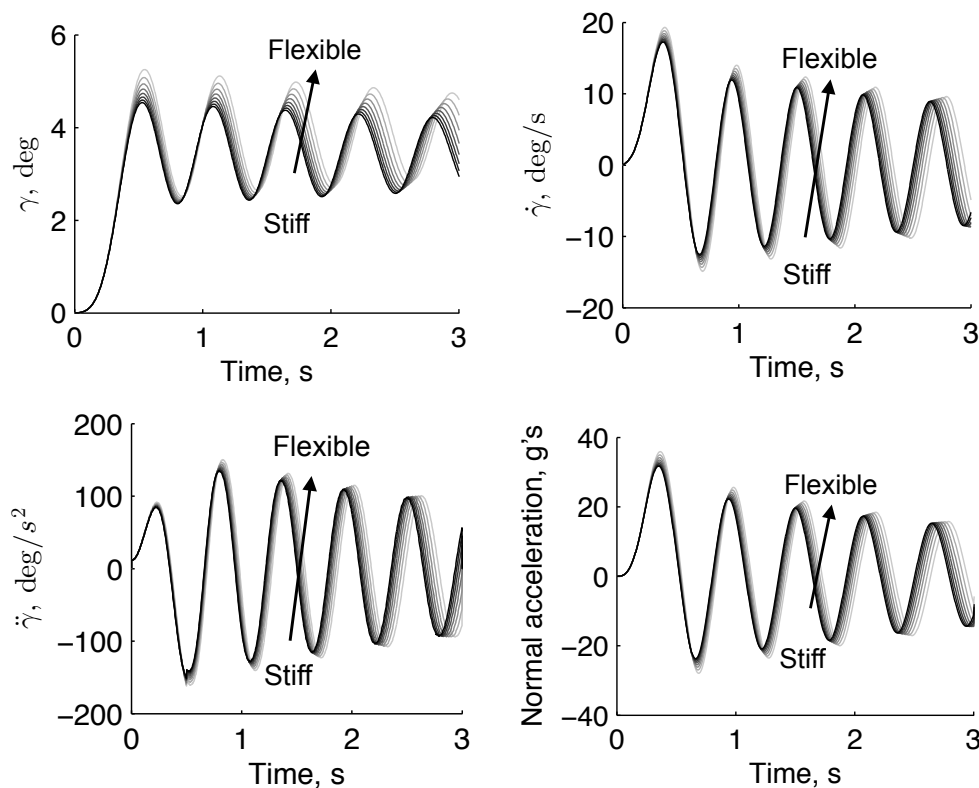 6
4
2
0
γ, deg
Flexible
Stiff
0 1 2 3
Time, s
20
10
0
−10
−20
γ̇, deg/s
Flexible
Stiff
0 1 2 3
Time, s
200
100
0
−100
−200
γ̈, deg/s²
Flexible
Stiff
0 1 2 3
Time, s
40
20
0
−20
−40
Normal acceleration, g's
Flexible
Stiff
0 1 2 3
Time, s